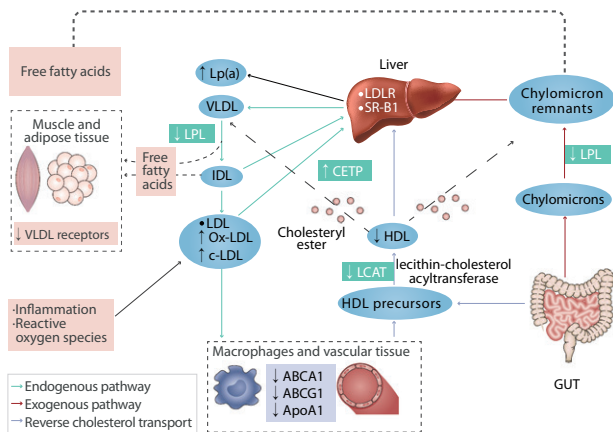 Free fatty acids
↑ Lp(a)
Liver
VLDL
• LDLR
• SR-B1
Chylomicron
remnants
Muscle and
adipose tissue
↓ LPL
Free
fatty
acids
IDL
↑ CETP
↓ LPL
Chylomicrons
↓ VLDL receptors
• LDL
↑ Ox-LDL
↑ c-LDL
Cholesteryl
ester
↓ HDL
↓ LCAT
lecithin-cholesterol
acyltransferase
·Inflammation
·Reactive
oxygen species
HDL precursors
GUT
Macrophages and vascular tissue
↓ ABCA1
↓ ABCG1
↓ ApoA1
Endogenous pathway
Exogenous pathway
Reverse cholesterol transport